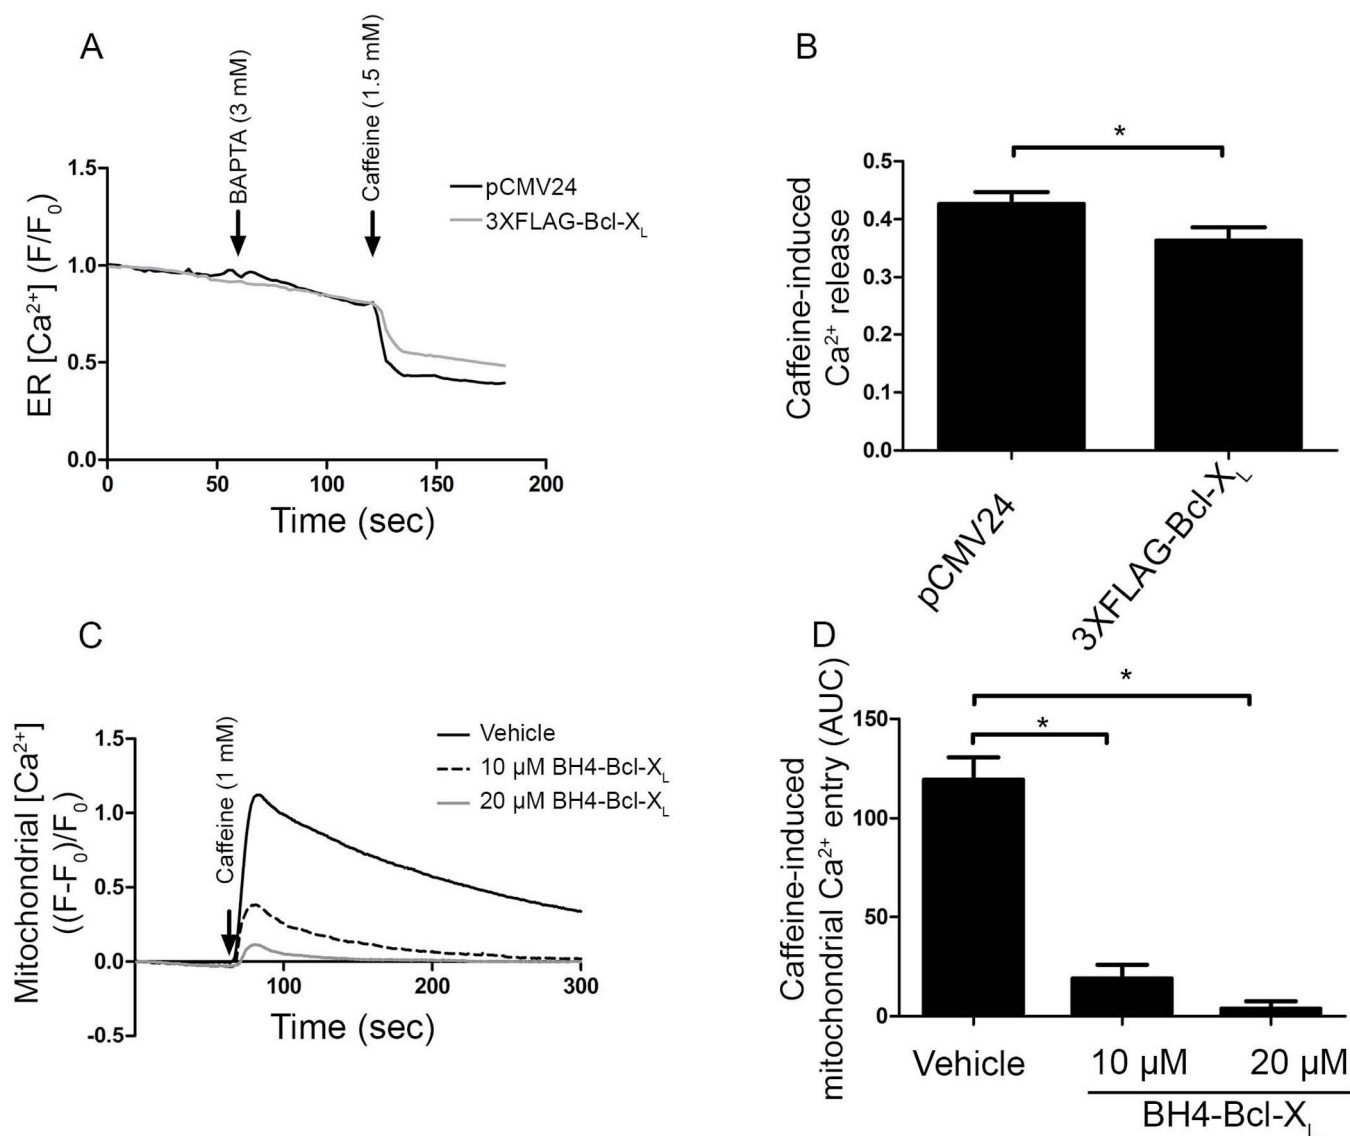 A
BAPTA (3 mM)
Caffeine (1.5 mM)
1.5
1.0
0.5
0.0
ER [Ca²⁺] (F/F₀)
pCMV24
3XFLAG-Bcl-X_L
0
50
100
150
200
Time (sec)
B
*
0.5
0.4
0.3
0.2
0.1
0.0
Caffeine-induced
Ca²⁺ release
pCMV24
3XFLAG-Bcl-X_L
C
Caffeine (1 mM)
1.5
1.0
0.5
0.0
-0.5
Mitochondrial [Ca²⁺]
((F-F₀)/F₀)
Vehicle
10 µM BH4-Bcl-X_L
20 µM BH4-Bcl-X_L
100
200
300
Time (sec)
D
*
*
150
100
50
0
Caffeine-induced
mitochondrial Ca²⁺ entry (AUC)
Vehicle
10 µM
20 µM
BH4-Bcl-X_L